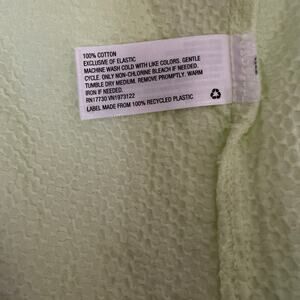 100% COTTON
EXCLUSIVE OF ELASTIC
MACHINE WASH COLD WITH LIKE COLORS. GENTLE
CYCLE. ONLY NON-CHLORINE BLEACH IF NEEDED.
TUMBLE DRY MEDIUM. REMOVE PROMPTLY. WARM
IRON IF NEEDED.
RN17730 VN1973122
LABEL MADE FROM 100% RECYCLED PLASTIC